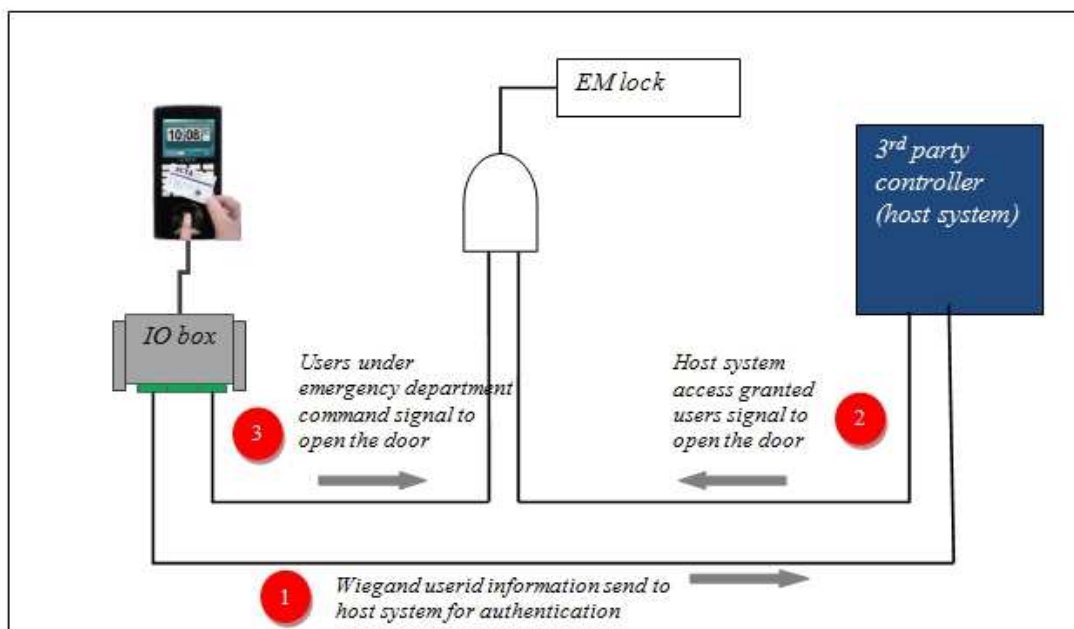 EM lock
10:08
3rd party
controller
(host system)
IO box
Users under
emergency department
command signal to
open the door
3
Host system
access granted
users signal to
open the door
2
1
Wiegand userid information send to
host system for authentication